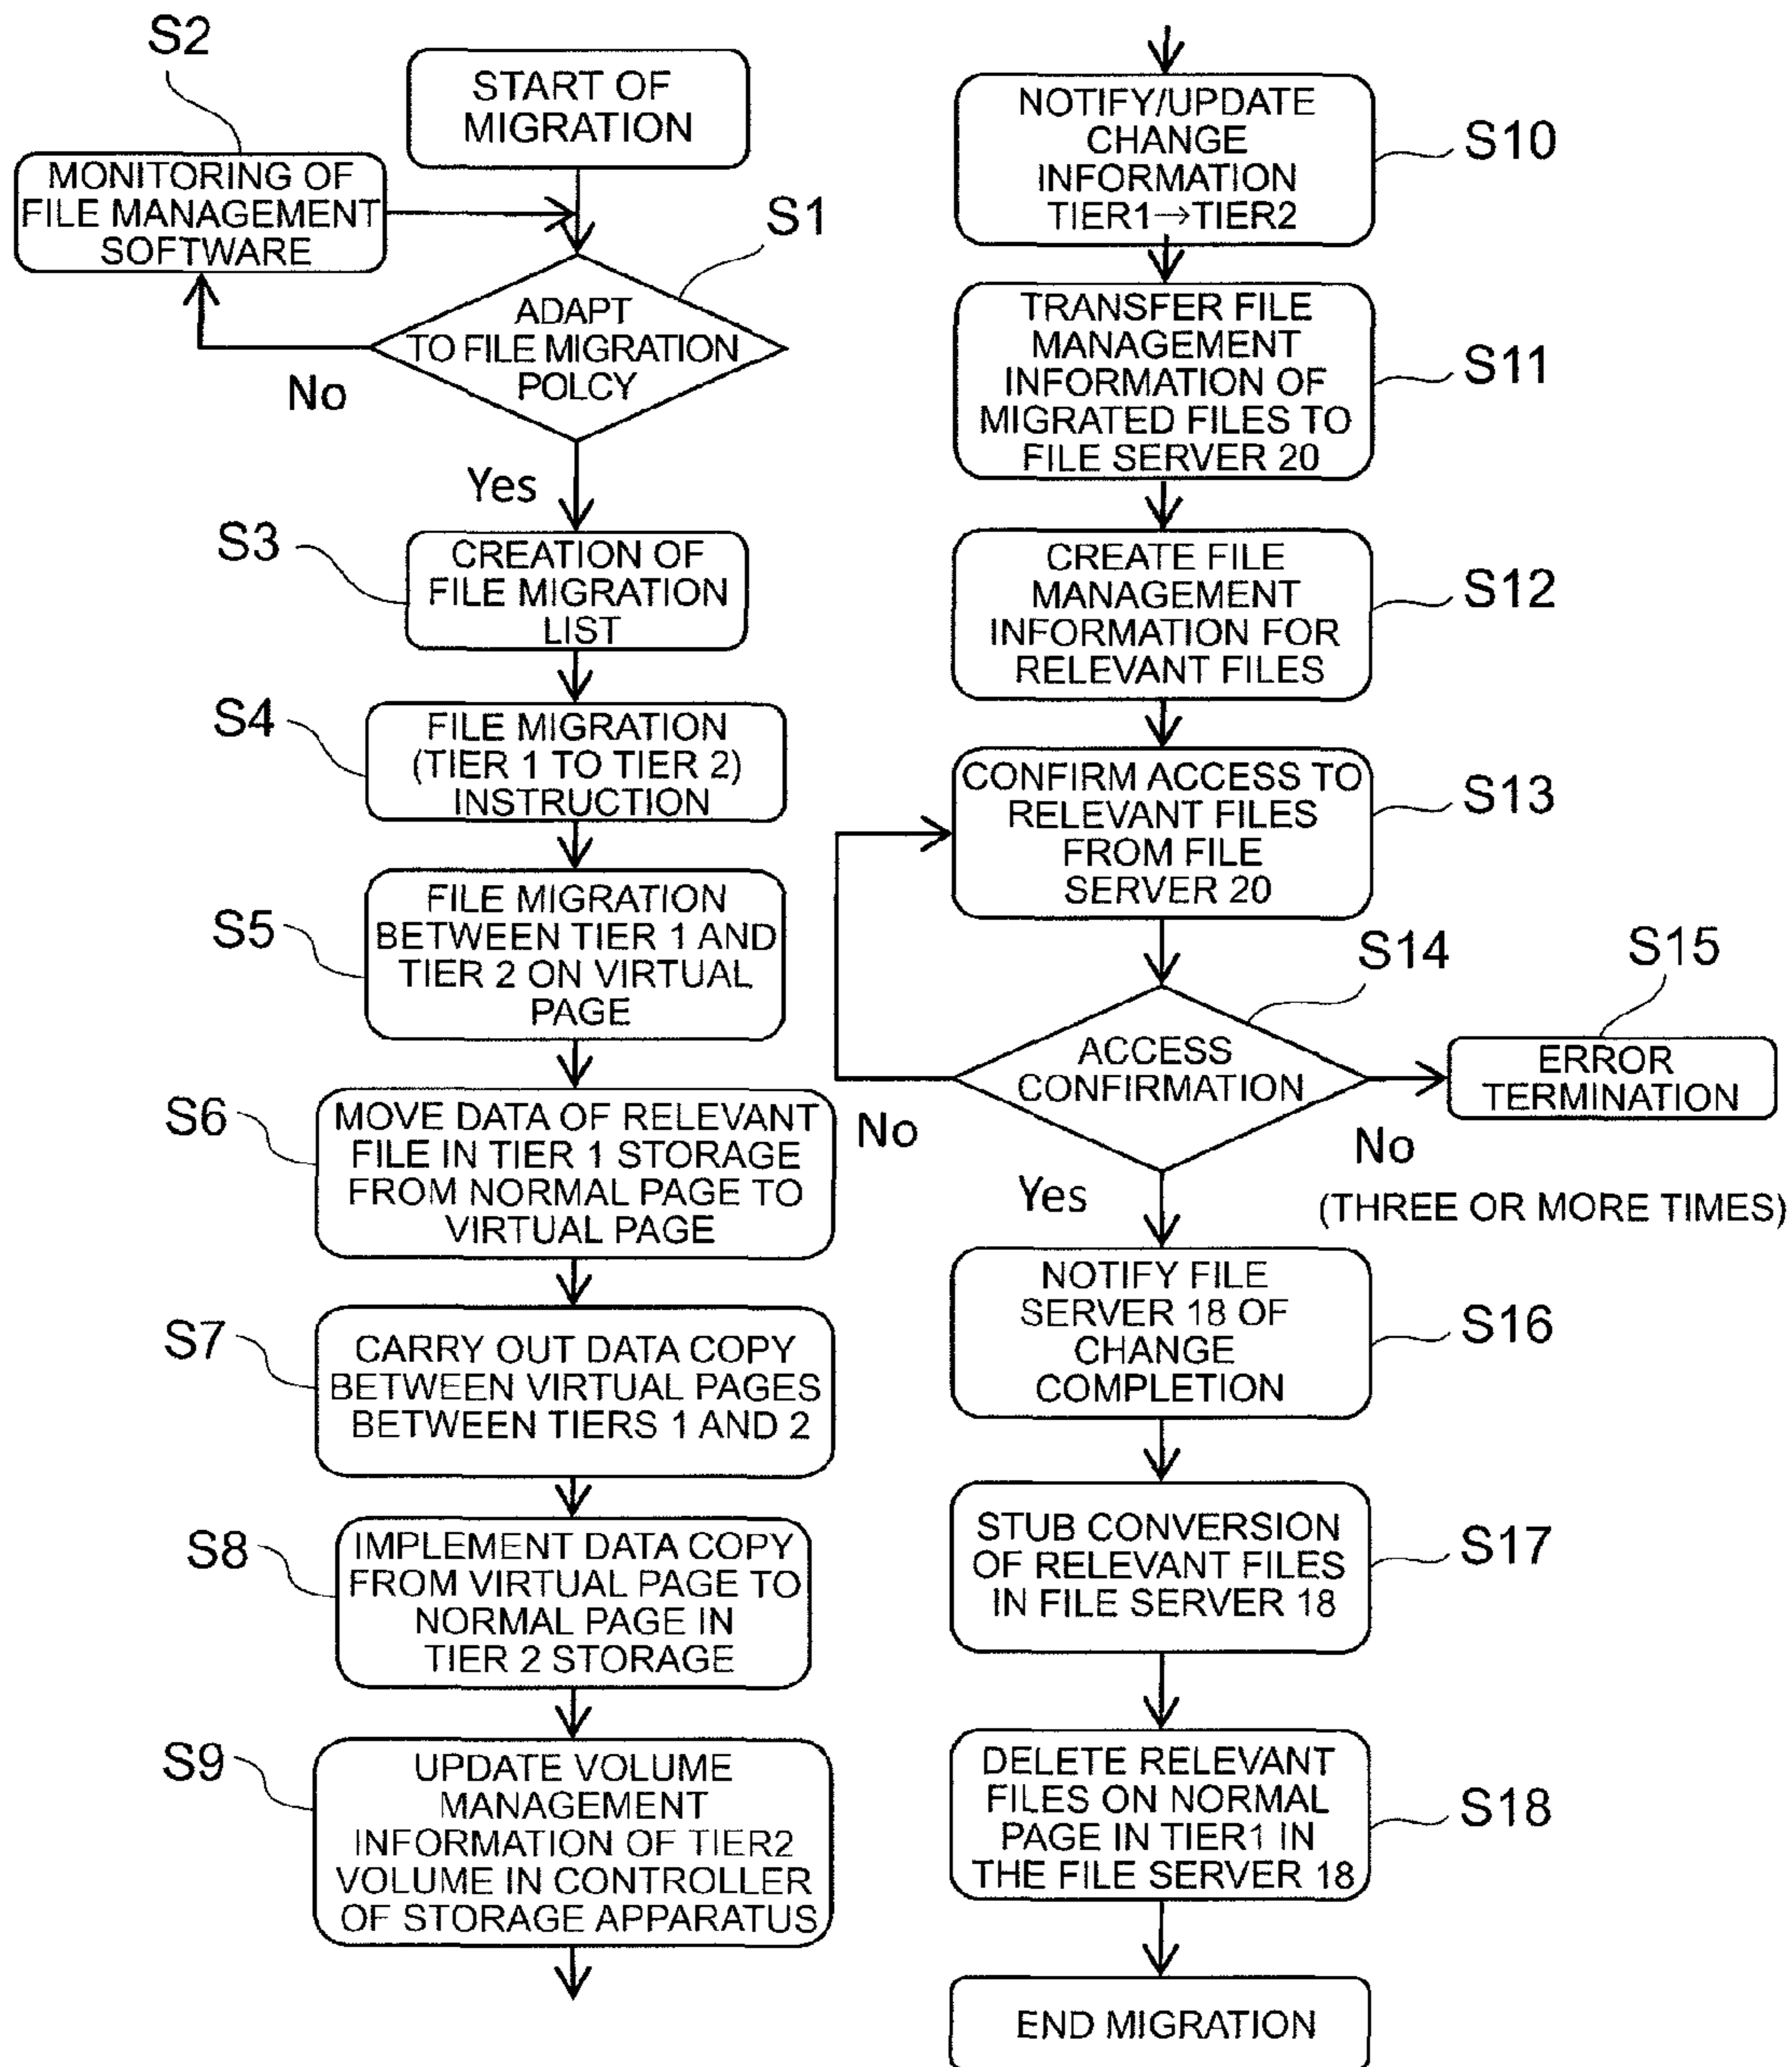 S2
START OF
MIGRATION
MONITORING OF
FILE MANAGEMENT
SOFTWARE
S1
ADAPT
TO FILE MIGRATION
POLCY
No
Yes
S3
CREATION OF
FILE MIGRATION
LIST
S4
FILE MIGRATION
(TIER 1 TO TIER 2)
INSTRUCTION
S5
FILE MIGRATION
BETWEEN TIER 1 AND
TIER 2 ON VIRTUAL
PAGE
S6
MOVE DATA OF RELEVANT
FILE IN TIER 1 STORAGE
FROM NORMAL PAGE TO
VIRTUAL PAGE
S7
CARRY OUT DATA COPY
BETWEEN VIRTUAL PAGES
BETWEEN TIERS 1 AND 2
S8
IMPLEMENT DATA COPY
FROM VIRTUAL PAGE TO
NORMAL PAGE IN
TIER 2 STORAGE
S9
UPDATE VOLUME
MANAGEMENT
INFORMATION OF TIER2
VOLUME IN CONTROLLER
OF STORAGE APPARATUS
NOTIFY/UPDATE
CHANGE
INFORMATION
TIER1→TIER2
S10
TRANSFER FILE
MANAGEMENT
INFORMATION OF
MIGRATED FILES TO
FILE SERVER 20
S11
CREATE FILE
MANAGEMENT
INFORMATION FOR
RELEVANT FILES
S12
CONFIRM ACCESS TO
RELEVANT FILES
FROM FILE
SERVER 20
S13
S14
S15
ACCESS
CONFIRMATION
ERROR
TERMINATION
No
No
(THREE OR MORE TIMES)
Yes
NOTIFY FILE
SERVER 18 OF
CHANGE
COMPLETION
S16
STUB CONVERSION
OF RELEVANT FILES
IN FILE SERVER 18
S17
DELETE RELEVANT
FILES ON NORMAL
PAGE IN TIER1 IN
THE FILE SERVER 18
S18
END MIGRATION